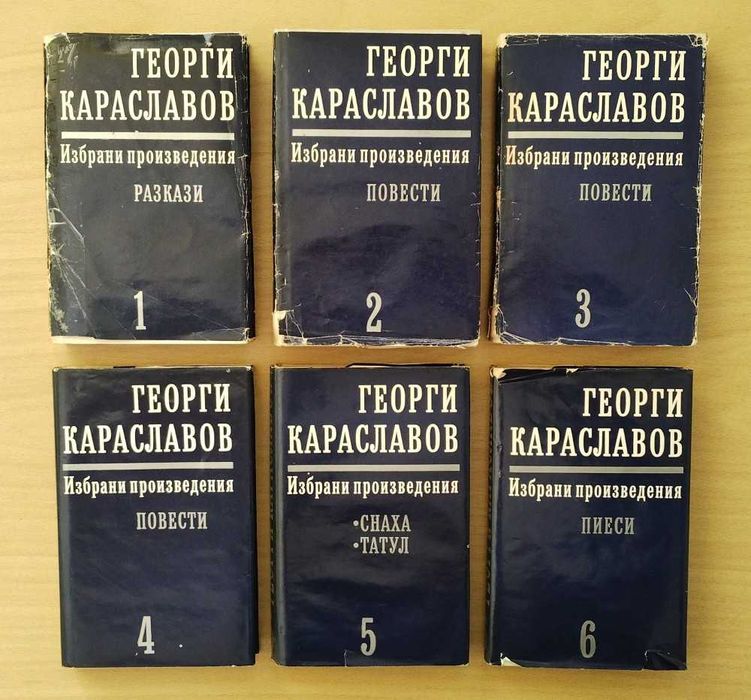 ГЕОРГИ
КАРАСЛАВОВ
Избрани произведения
РАЗКАЗИ
1
ГЕОРГИ
КАРАСЛАВОВ
Избрани произведения
ПОВЕСТИ
2
ГЕОРГИ
КАРАСЛАВОВ
Избрани произведения
ПОВЕСТИ
3
ГЕОРГИ
КАРАСЛАВОВ
Избрани произведения
ПОВЕСТИ
4
ГЕОРГИ
КАРАСЛАВОВ
Избрани произведения
•СНАХА
•ТАТУЛ
5
ГЕОРГИ
КАРАСЛАВОВ
Избрани произведения
ПИЕСИ
6